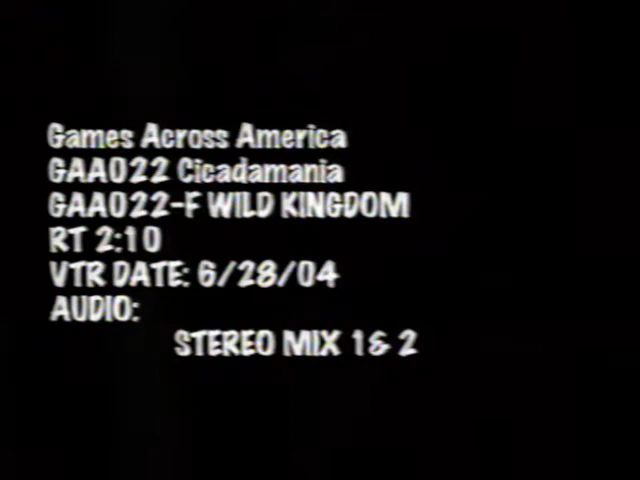 Games Across America
GAA022 Cicadamania
GAA022-F WILD KINGDOM
RT 2:10
VTR DATE: 6/28/04
AUDIO:
STEREO MIX 1 & 2